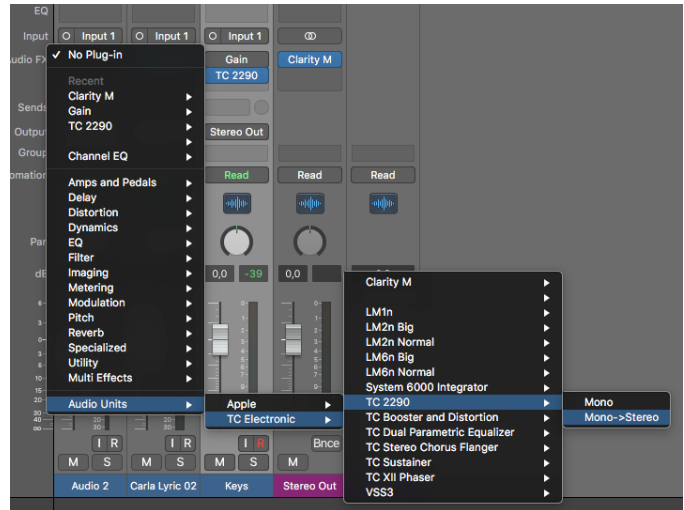 EQ
Input
Input 1
Input 1
Input 1
Audio FX
Gain
Clarity M
TC 2290
Sends
Output
Stereo Out
Group
Read
Read
Read
dB
0,0
-39
0,0
✓ No Plug-in
Recent
Clarity M
Gain
TC 2290
Channel EQ
Amps and Pedals
Delay
Distortion
Dynamics
EQ
Filter
Imaging
Metering
Modulation
Pitch
Reverb
Specialized
Utility
Multi Effects
Audio Units
Apple
TC Electronic
Clarity M
LM1n
LM2n Big
LM2n Normal
LM6n Big
LM6n Normal
System 6000 Integrator
TC 2290
TC Booster and Distortion
TC Dual Parametric Equalizer
TC Stereo Chorus Flanger
TC Sustainer
TC XII Phaser
VSS3
Mono
Mono->Stereo
I R
I R
I R
Bnce
M S
M S
M S
M
Audio 2
Carla Lyric 02
Keys
Stereo Out